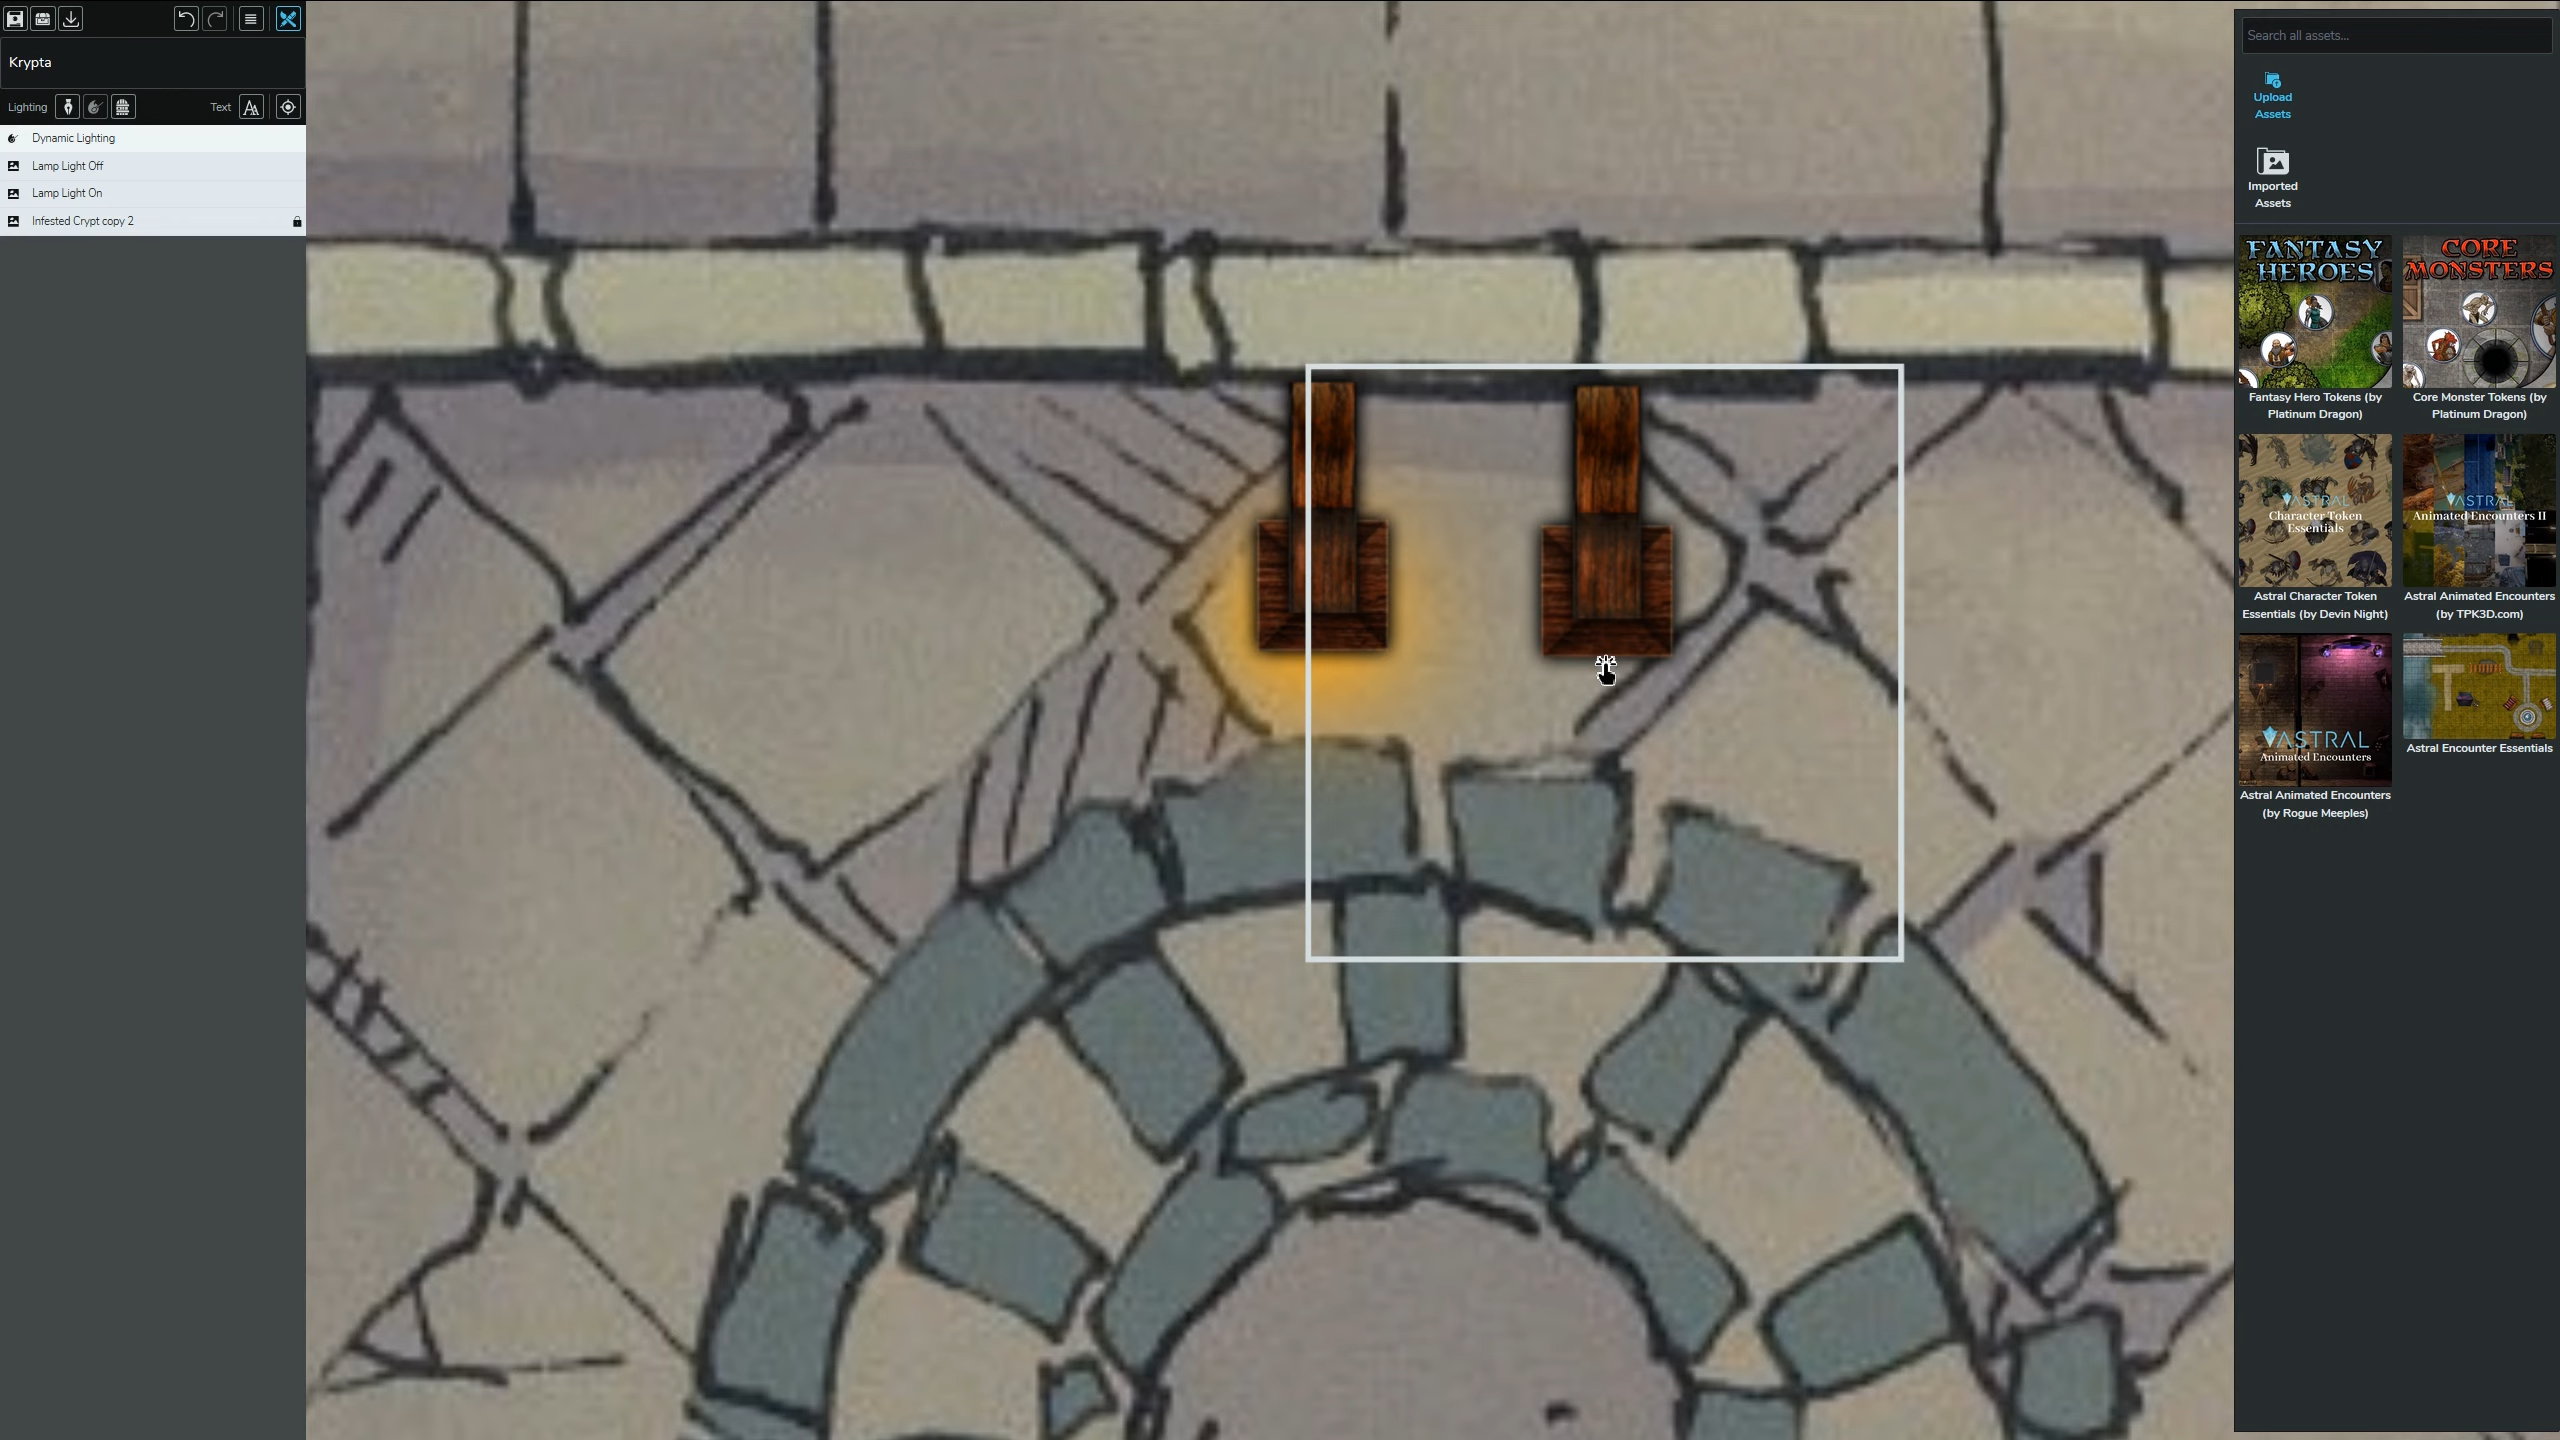 Krypta
Lighting
Text
Dynamic Lighting
Lamp Light Off
Lamp Light On
Infested Crypt copy 2
Search all assets...
Upload
Assets
Imported
Assets
FANTASY
HEROES
Fantasy Hero Tokens (by
Platinum Dragon)
CORE
MONSTERS
Core Monster Tokens (by
Platinum Dragon)
ASTRAL
Character Token
Essentials
Astral Character Token
Essentials (by Devin Night)
ASTRAL
Animated Encounters II
Astral Animated Encounters
(by TPK3D.com)
ASTRAL
Animated Encounters
Astral Animated Encounters
(by Rogue Meeples)
Astral Encounter Essentials